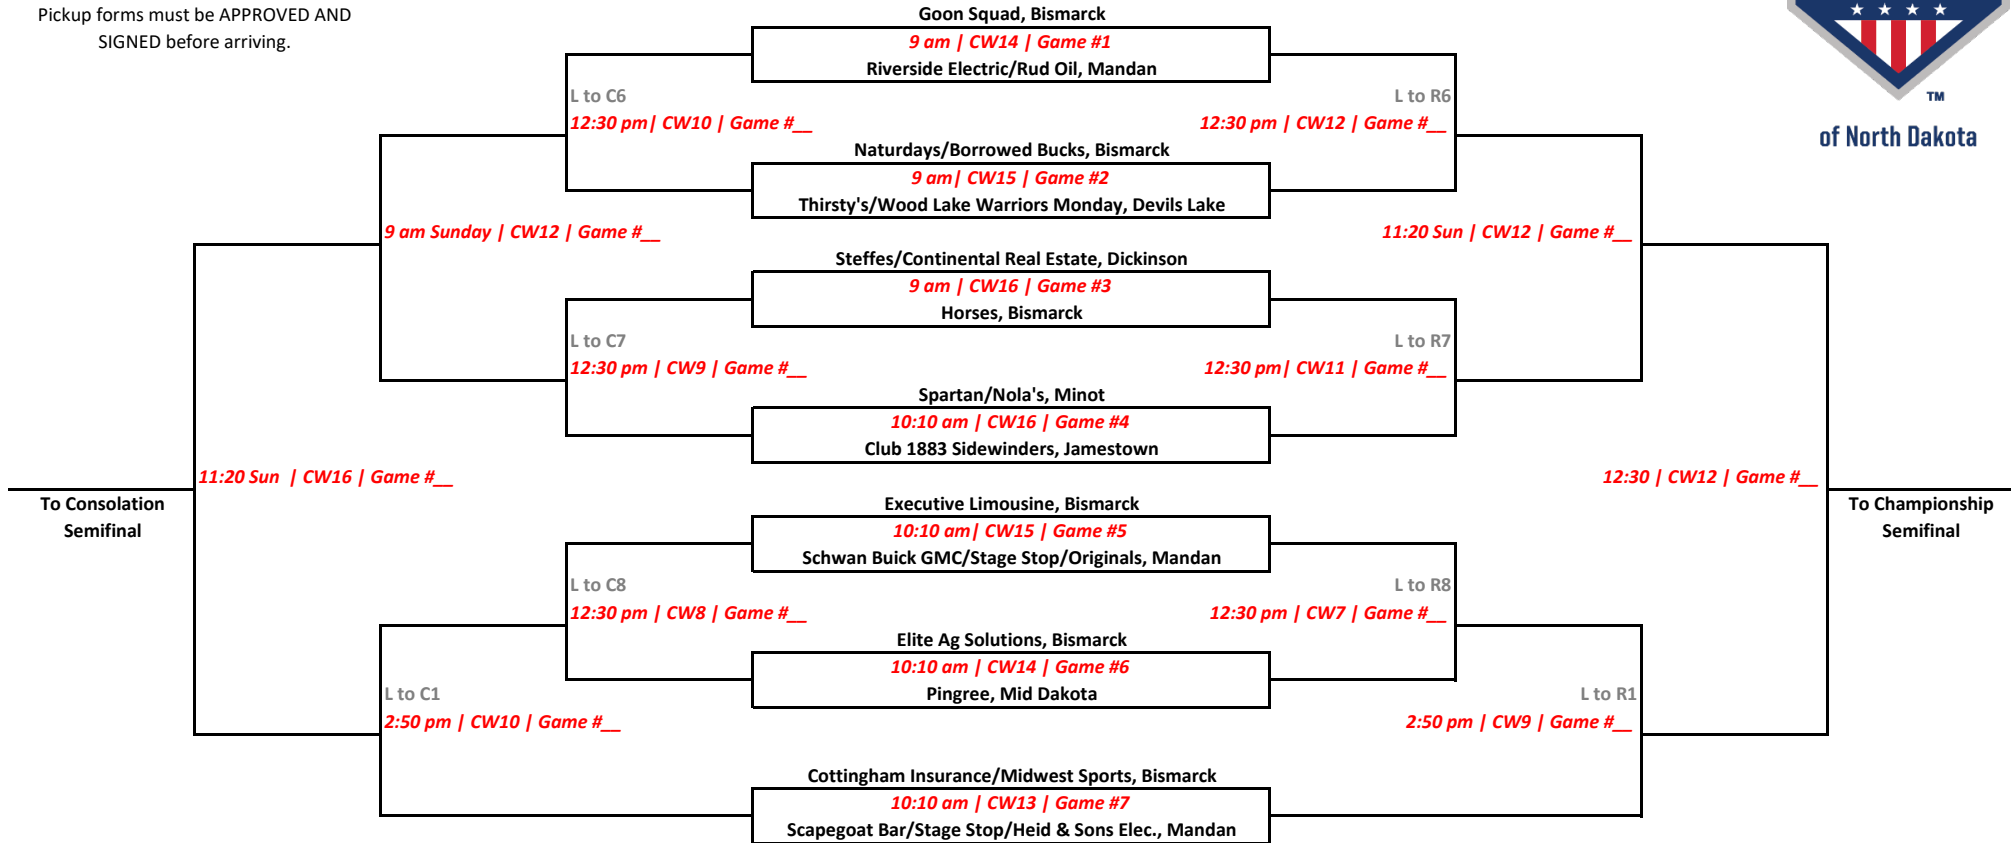 Pickup forms must be APPROVED AND
SIGNED before arriving.
Goon Squad, Bismarck
9 am | CW14 | Game #1
Riverside Electric/Rud Oil, Mandan
TM
of North Dakota
L to C6
L to R6
12:30 pm| CW10 | Game #__
12:30 pm | CW12 | Game #__
Naturdays/Borrowed Bucks, Bismarck
9 am| CW15 | Game #2
Thirsty's/Wood Lake Warriors Monday, Devils Lake
9 am Sunday | CW12 | Game #__
11:20 Sun | CW12 | Game #__
Steffes/Continental Real Estate, Dickinson
9 am | CW16 | Game #3
Horses, Bismarck
L to C7
L to R7
12:30 pm | CW9 | Game #__
12:30 pm| CW11 | Game #__
Spartan/Nola's, Minot
10:10 am | CW16 | Game #4
Club 1883 Sidewinders, Jamestown
11:20 Sun | CW16 | Game #__
12:30 | CW12 | Game #__
To Consolation
Semifinal
To Championship
Semifinal
Executive Limousine, Bismarck
10:10 am| CW15 | Game #5
Schwan Buick GMC/Stage Stop/Originals, Mandan
L to C8
L to R8
12:30 pm | CW8 | Game #__
12:30 pm | CW7 | Game #__
Elite Ag Solutions, Bismarck
10:10 am | CW14 | Game #6
Pingree, Mid Dakota
L to C1
L to R1
2:50 pm | CW10 | Game #__
2:50 pm | CW9 | Game #__
Cottingham Insurance/Midwest Sports, Bismarck
10:10 am | CW13 | Game #7
Scapegoat Bar/Stage Stop/Heid & Sons Elec., Mandan